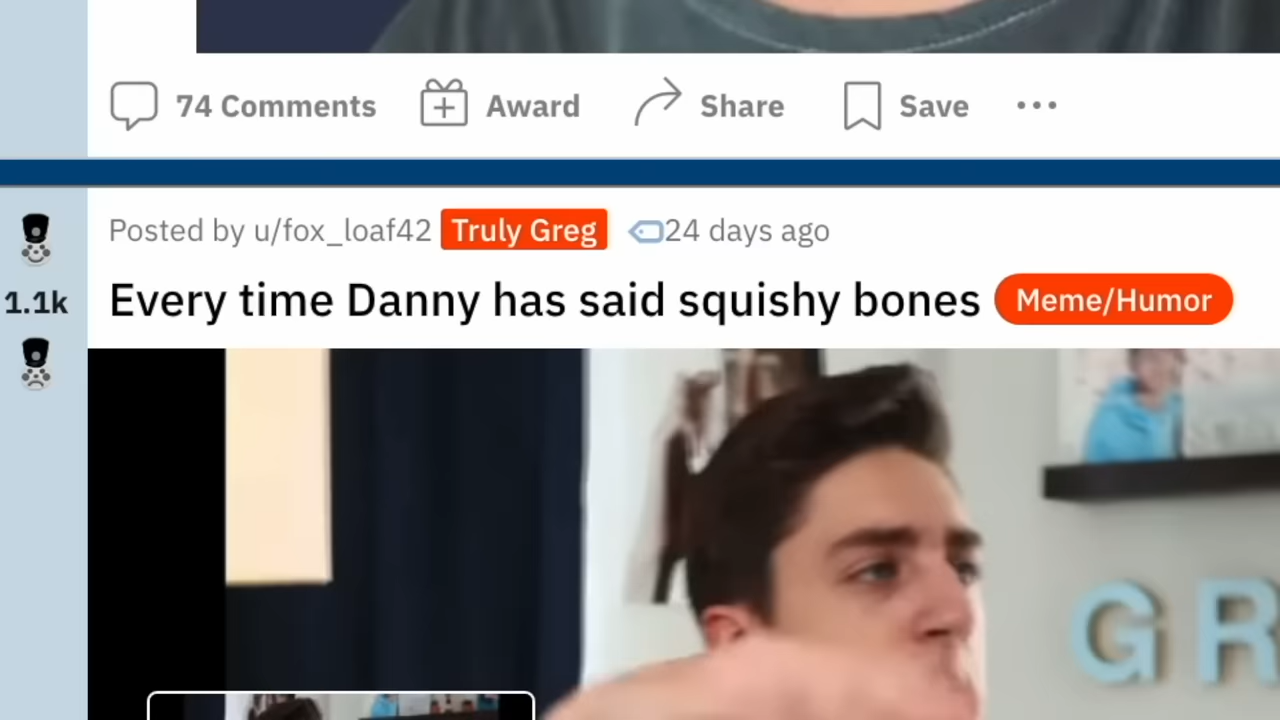 74 Comments Award Share Save
Posted by u/fox_loaf42 Truly Greg 24 days ago
1.1k
Every time Danny has said squishy bones Meme/Humor
G R